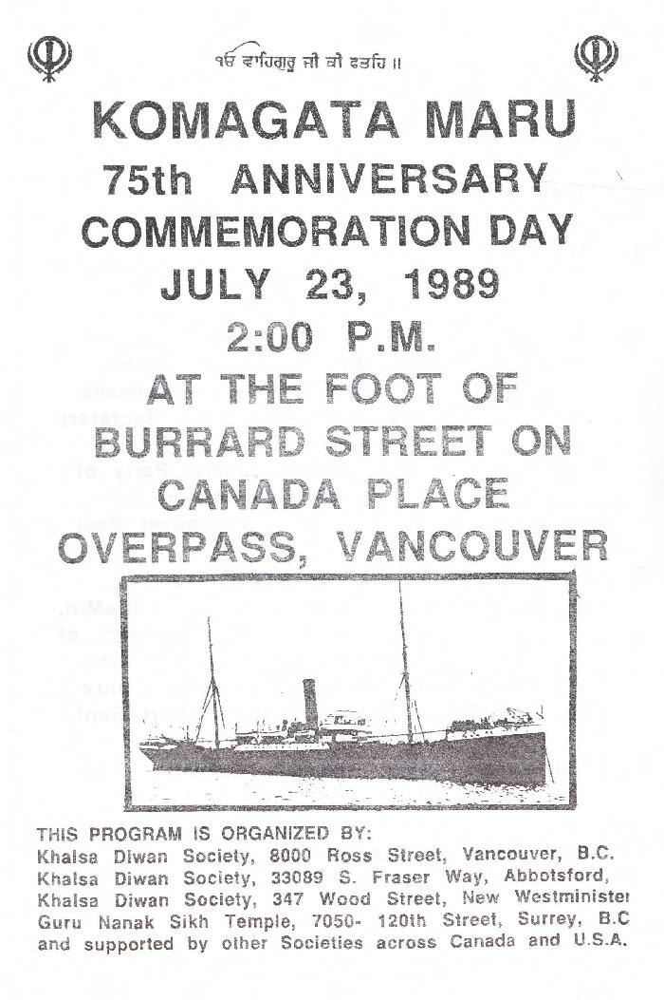 ੴ ਵਾਹਿਗੁਰੂ ਜੀ ਕੀ ਫਤਹਿ ॥
KOMAGATA MARU
75th ANNIVERSARY
COMMEMORATION DAY
JULY 23, 1989
2:00 P.M.
AT THE FOOT OF
BURRARD STREET ON
CANADA PLACE
OVERPASS, VANCOUVER
THIS PROGRAM IS ORGANIZED BY:
Khalsa Diwan Society, 8000 Ross Street, Vancouver, B.C.
Khalsa Diwan Society, 33089 S. Fraser Way, Abbotsford,
Khalsa Diwan Society, 347 Wood Street, New Westminister
Guru Nanak Sikh Temple, 7050- 120th Street, Surrey, B.C
and supported by other Societies across Canada and U.S.A.